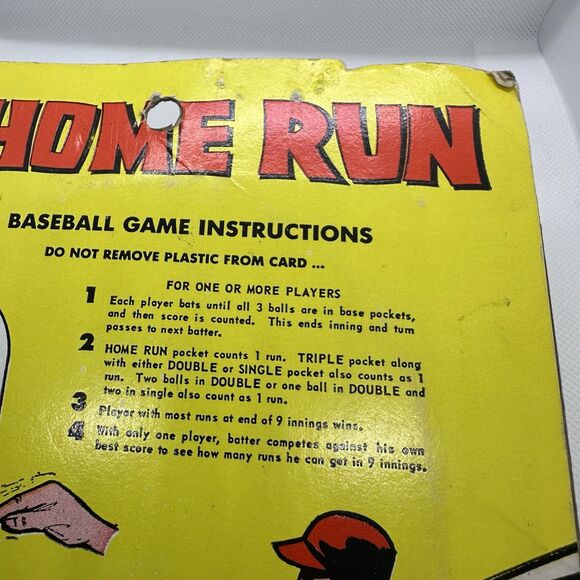 HOME RUN
BASEBALL GAME INSTRUCTIONS
DO NOT REMOVE PLASTIC FROM CARD ...
FOR ONE OR MORE PLAYERS
1 Each player bats until all 3 balls are in base pockets,
and then score is counted. This ends inning and turn
passes to next batter.
2 HOME RUN pocket counts 1 run. TRIPLE pocket along
with either DOUBLE or SINGLE pocket also counts as 1
run. Two balls in DOUBLE or one ball in DOUBLE and
two in single also count as 1 run.
3 Player with most runs at end of 9 innings wins.
4 With only one player, batter competes against his own
best score to see how many runs he can get in 9 innings.